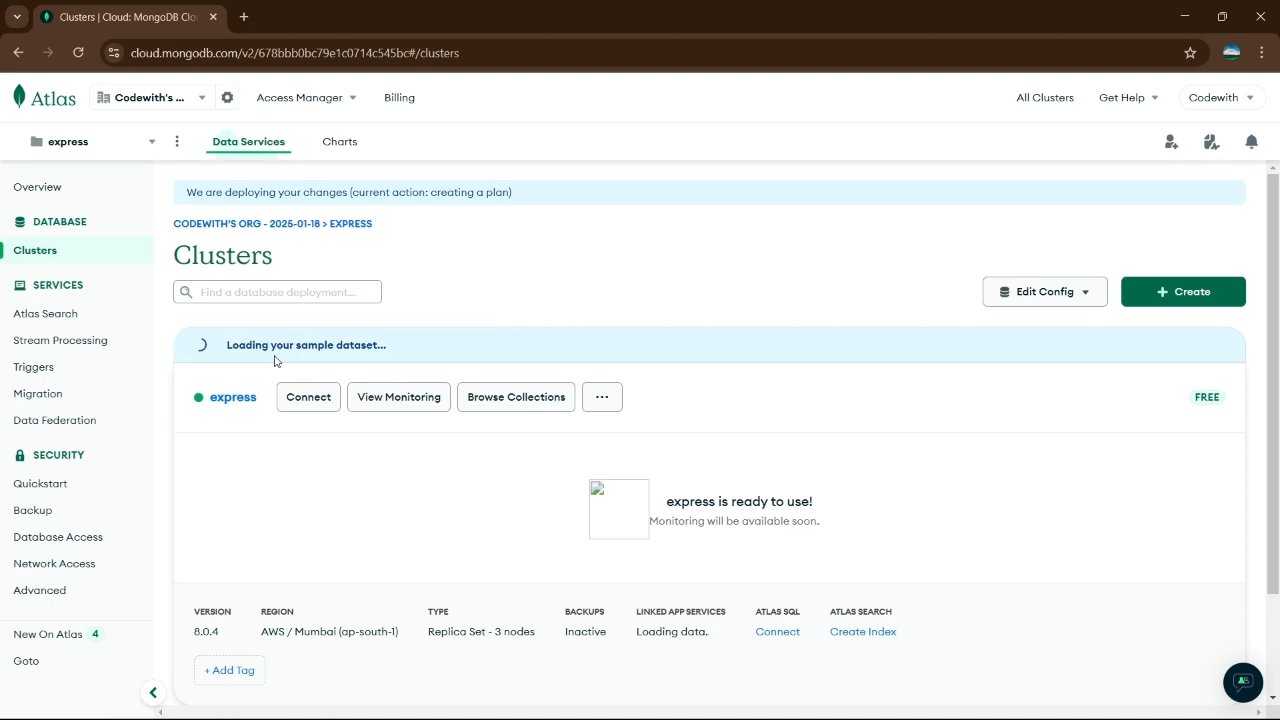 Clusters | Cloud: MongoDB Clo
cloud.mongodb.com/v2/678bbb0bc79e1c0714c545bc#/clusters
Atlas
Codewith's ...
Access Manager
Billing
All Clusters
Get Help
Codewith
express
Data Services
Charts
Overview
DATABASE
Clusters
SERVICES
Atlas Search
Stream Processing
Triggers
Migration
Data Federation
SECURITY
Quickstart
Backup
Database Access
Network Access
Advanced
New On Atlas 4
Goto
We are deploying your changes (current action: creating a plan)
CODEWITH'S ORG - 2025-01-18 > EXPRESS
Clusters
Find a database deployment...
Edit Config
+ Create
Loading your sample dataset...
express
Connect
View Monitoring
Browse Collections
...
FREE
express is ready to use!
Monitoring will be available soon.
VERSION REGION TYPE BACKUPS LINKED APP SERVICES ATLAS SQL ATLAS SEARCH
8.0.4 AWS / Mumbai (ap-south-1) Replica Set - 3 nodes Inactive Loading data. Connect Create Index
+ Add Tag